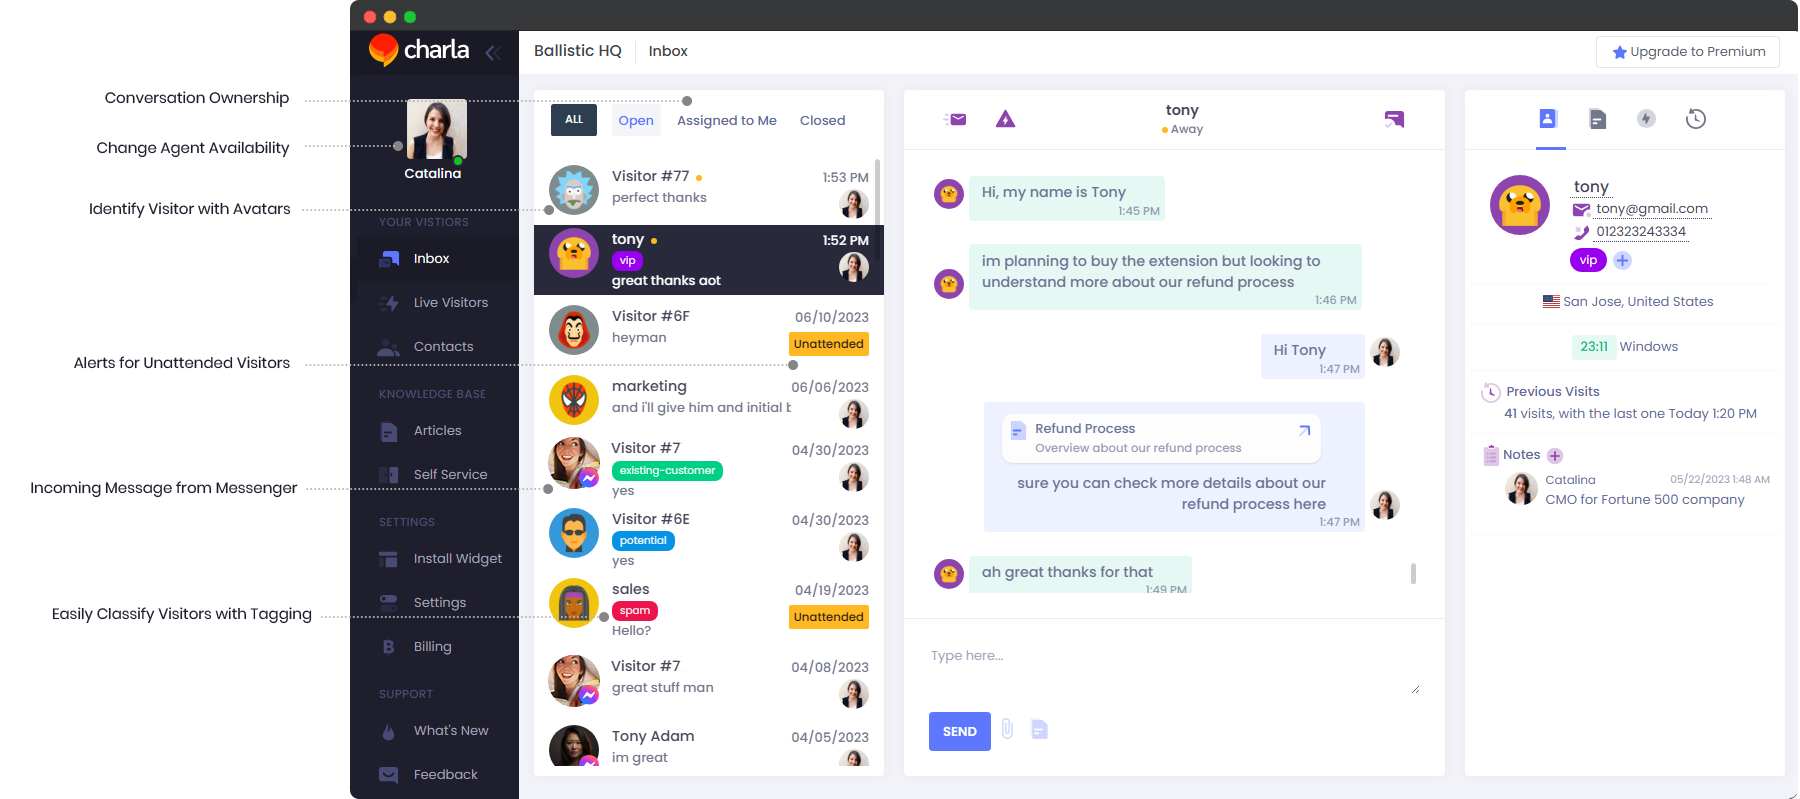 Conversation Ownership
Change Agent Availability
Identify Visitor with Avatars
Alerts for Unattended Visitors
Incoming Message from Messenger
Easily Classify Visitors with Tagging
charla
Catalina
YOUR VISTIORS
Inbox
Live Visitors
Contacts
KNOWLEDGE BASE
Articles
Self Service
SETTINGS
Install Widget
Settings
Billing
SUPPORT
What's New
Feedback
Ballistic HQ
Inbox
Upgrade to Premium
ALL
Open
Assigned to Me
Closed
Visitor #77
1:53 PM
perfect thanks
tony
1:52 PM
vip
great thanks aot
Visitor #6F
06/10/2023
heyman
Unattended
marketing
06/06/2023
and i'll give him and initial b
Visitor #7
04/30/2023
existing-customer
yes
Visitor #6E
04/30/2023
potential
yes
sales
04/19/2023
spam
Unattended
Hello?
Visitor #7
04/08/2023
great stuff man
Tony Adam
04/05/2023
im great
tony
Away
Hi, my name is Tony
1:45 PM
im planning to buy the extension but looking to
understand more about our refund process
1:46 PM
Hi Tony
1:47 PM
Refund Process
Overview about our refund process
sure you can check more details about our
refund process here
1:47 PM
ah great thanks for that
1:49 PM
Type here...
SEND
tony
tony@gmail.com
012323243334
vip
San Jose, United States
23:11 Windows
Previous Visits
41 visits, with the last one Today 1:20 PM
Notes
Catalina
05/22/2023 1:48 AM
CMO for Fortune 500 company